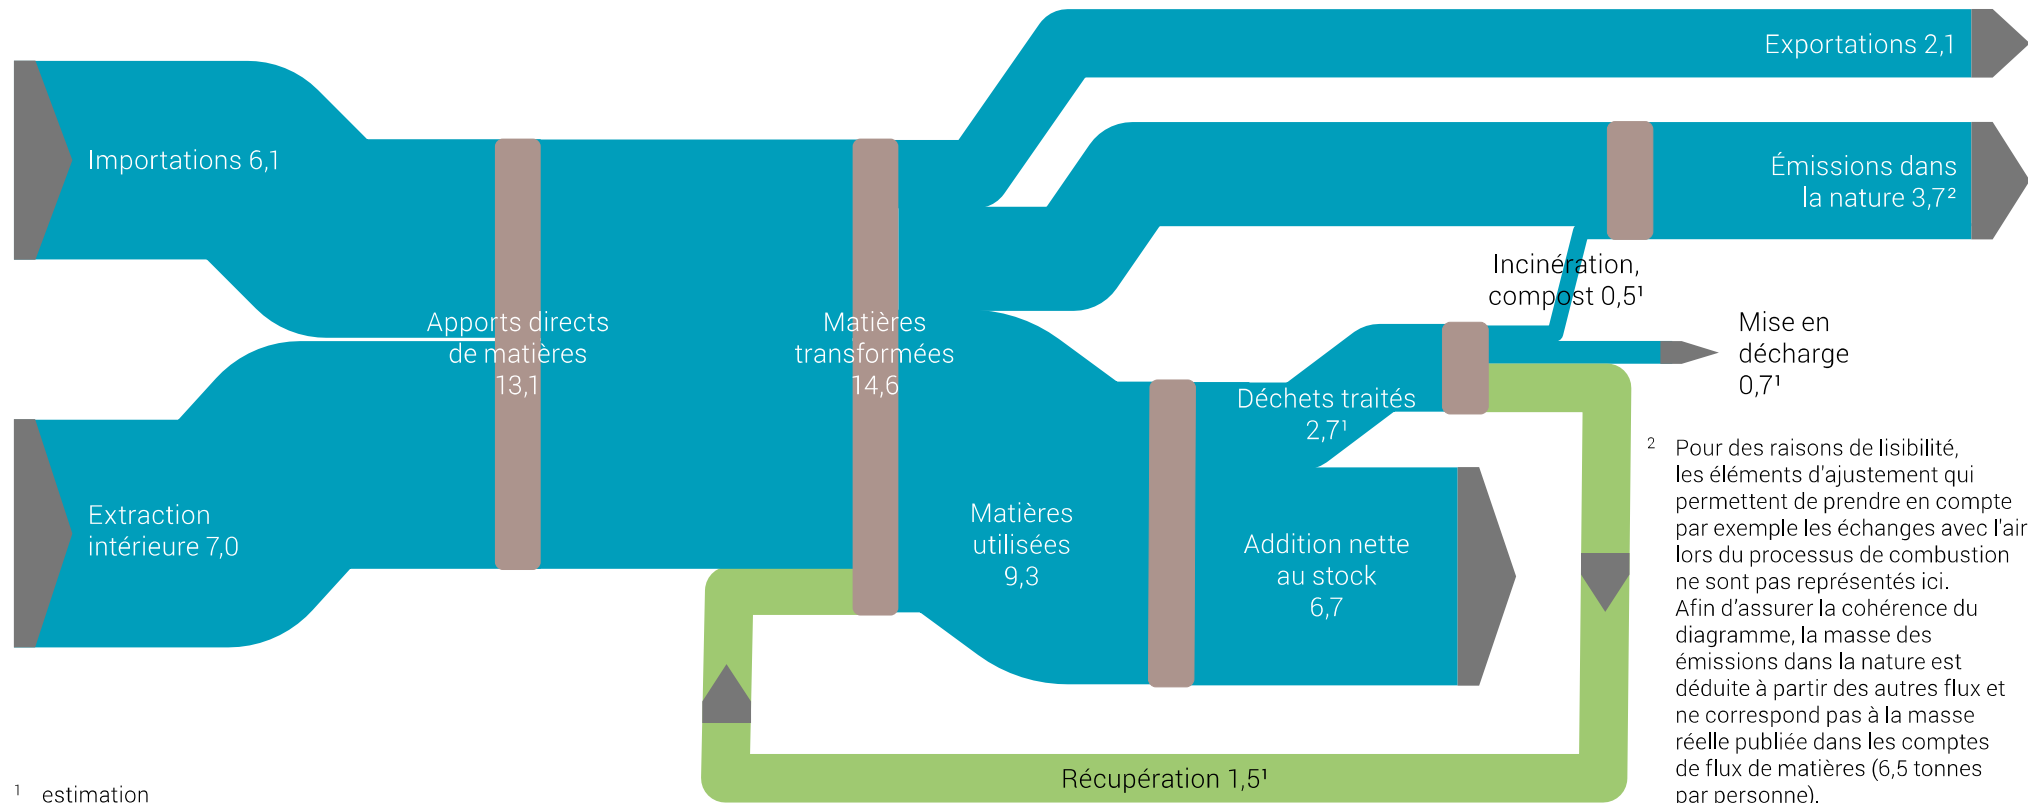 Exportations 2,1
Importations 6,1
Émissions dans
la nature 3,7²
Incinération,
compost 0,5¹
Apports directs
de matières
13,1
Matières
transformées
14,6
Mise en
décharge
0,7¹
Déchets traités
2,7¹
Extraction
intérieure 7,0
Matières
utilisées
9,3
Addition nette
au stock
6,7
² Pour des raisons de lisibilité,
les éléments d'ajustement qui
permettent de prendre en compte
par exemple les échanges avec l'air
lors du processus de combustion
ne sont pas représentés ici.
Afin d’assurer la cohérence du
diagramme, la masse des
émissions dans la nature est
déduite à partir des autres flux et
ne correspond pas à la masse
réelle publiée dans les comptes
de flux de matières (6,5 tonnes
par personne).
Récupération 1,5¹
¹ estimation